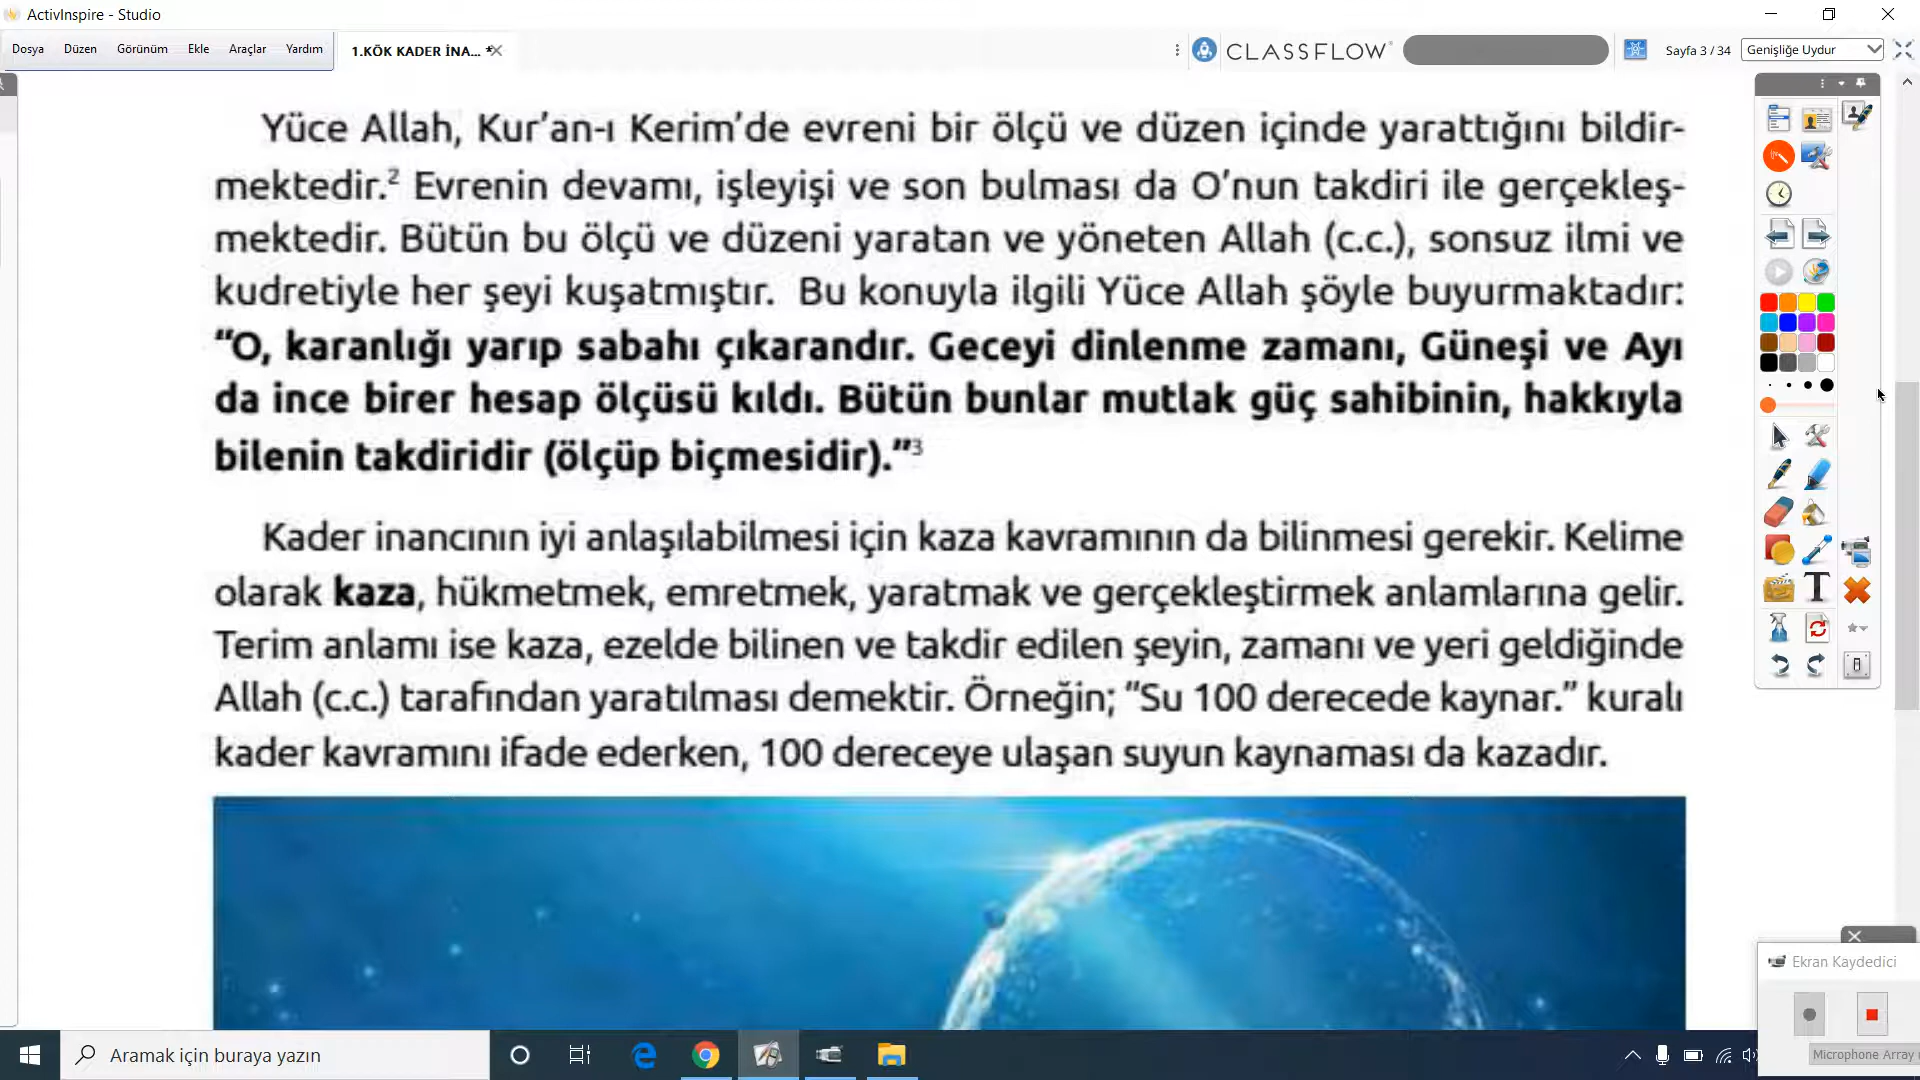 ActivInspire - Studio
Dosya Düzen Görünüm Ekle Araçlar Yardım
1.KÖK KADER İNA... *
CLASSFLOW
Sayfa 3 / 34
Genişliğe Uydur
Yüce Allah, Kur’an-ı Kerim’de evreni bir ölçü ve düzen içinde yarattığını bildir-
mektedir.² Evrenin devamı, işleyişi ve son bulması da O’nun takdiri ile gerçekleş-
mektedir. Bütün bu ölçü ve düzeni yaratan ve yöneten Allah (c.c.), sonsuz ilmi ve
kudretiyle her şeyi kuşatmıştır. Bu konuyla ilgili Yüce Allah şöyle buyurmaktadır:
“O, karanlığı yarıp sabahı çıkarandır. Geceyi dinlenme zamanı, Güneşi ve Ayı
da ince birer hesap ölçüsü kıldı. Bütün bunlar mutlak güç sahibinin, hakkıyla
bilenin takdiridir (ölçüp biçmesidir).”³
Kader inancının iyi anlaşılabilmesi için kaza kavramının da bilinmesi gerekir. Kelime
olarak kaza, hükmetmek, emretmek, yaratmak ve gerçekleştirmek anlamlarına gelir.
Terim anlamı ise kaza, ezelde bilinen ve takdir edilen şeyin, zamanı ve yeri geldiğinde
Allah (c.c.) tarafından yaratılması demektir. Örneğin; “Su 100 derecede kaynar.” kuralı
kader kavramını ifade ederken, 100 dereceye ulaşan suyun kaynaması da kazadır.
Ekran Kaydedici
Microphone Array
Aramak için buraya yazın